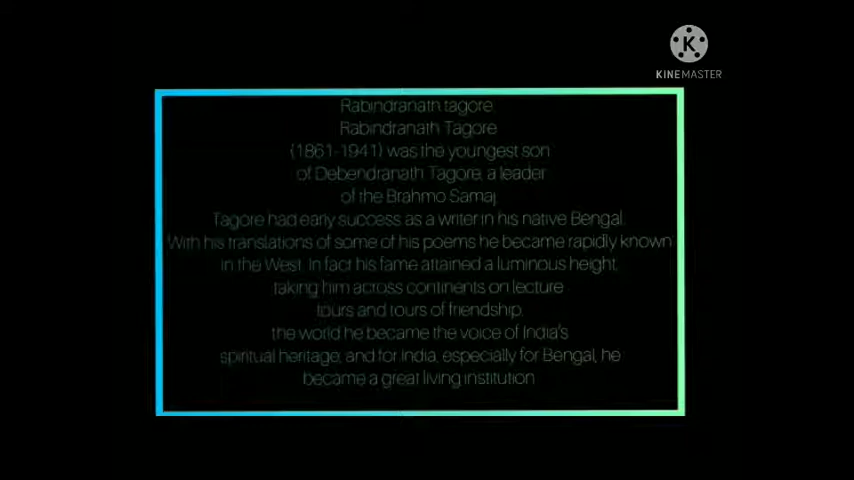 KINEMASTER
Rabindranath tagore.
Rabindranath Tagore
(1861-1941) was the youngest son
of Debendranath Tagore, a leader
of the Brahmo Samaj.
Tagore had early success as a writer in his native Bengal.
With his translations of some of his poems he became rapidly known
in the West. In fact his fame attained a luminous height,
taking him across continents on lecture
tours and tours of friendship.
the world he became the voice of India's
spiritual heritage; and for India, especially for Bengal, he
became a great living institution